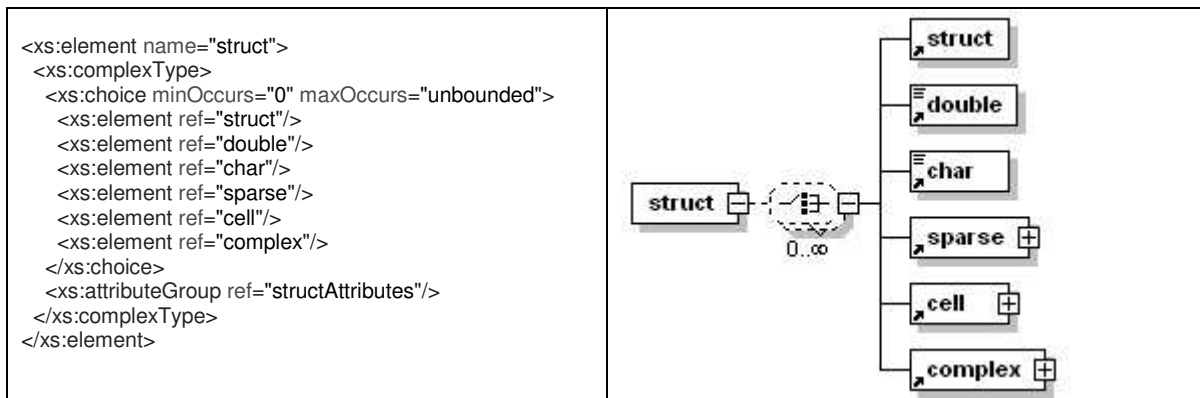 <xs:element name="struct">
<xs:complexType>
<xs:choice minOccurs="0" maxOccurs="unbounded">
<xs:element ref="struct"/>
<xs:element ref="double"/>
<xs:element ref="char"/>
<xs:element ref="sparse"/>
<xs:element ref="cell"/>
<xs:element ref="complex"/>
</xs:choice>
<xs:attributeGroup ref="structAttributes"/>
</xs:complexType>
</xs:element>
struct
0..∞
struct
double
char
sparse
cell
complex